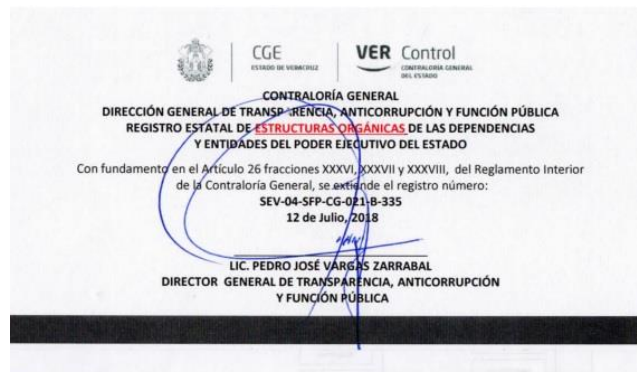 CGE
ESTADO DE VERACRUZ
VER Control
CONTRALORÍA GENERAL
DEL ESTADO
CONTRALORÍA GENERAL
DIRECCIÓN GENERAL DE TRANSPARENCIA, ANTICORRUPCIÓN Y FUNCIÓN PÚBLICA
REGISTRO ESTATAL DE ESTRUCTURAS ORGÁNICAS DE LAS DEPENDENCIAS
Y ENTIDADES DEL PODER EJECUTIVO DEL ESTADO
Con fundamento en el Artículo 26 fracciones XXXVI, XXXVII y XXXVIII, del Reglamento Interior
de la Contraloría General, se extiende el registro número:
SEV-04-SFP-CG-021-B-335
12 de Julio, 2018
LIC. PEDRO JOSÉ VARGAS ZARRABAL
DIRECTOR GENERAL DE TRANSPARENCIA, ANTICORRUPCIÓN
Y FUNCIÓN PÚBLICA